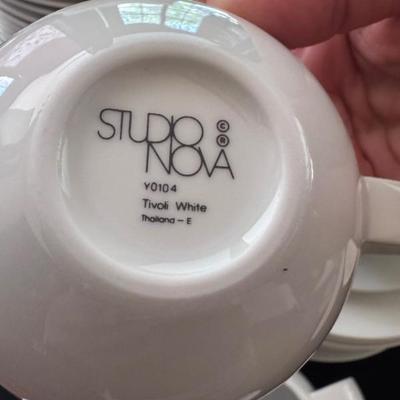 STUDIO ©
NOVA ®
Y0104
Tivoli White
Thailand – E